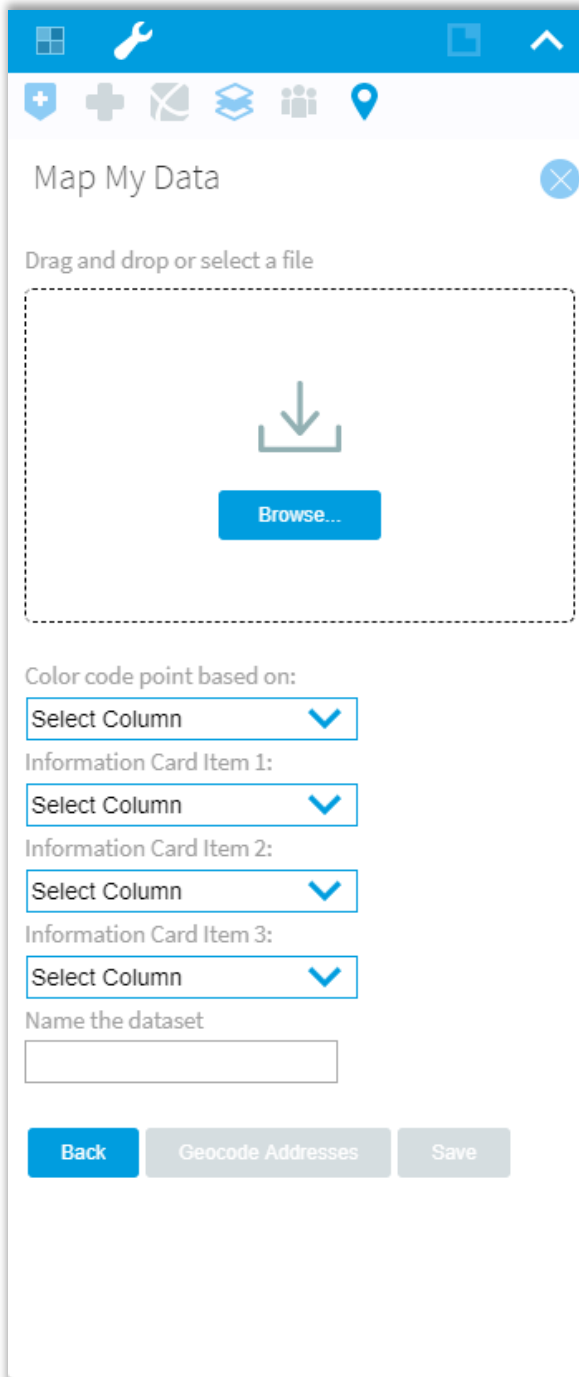 Map My Data
Drag and drop or select a file
Browse...
Color code point based on:
Select Column
Information Card Item 1:
Select Column
Information Card Item 2:
Select Column
Information Card Item 3:
Select Column
Name the dataset
Back Geocode Addresses Save